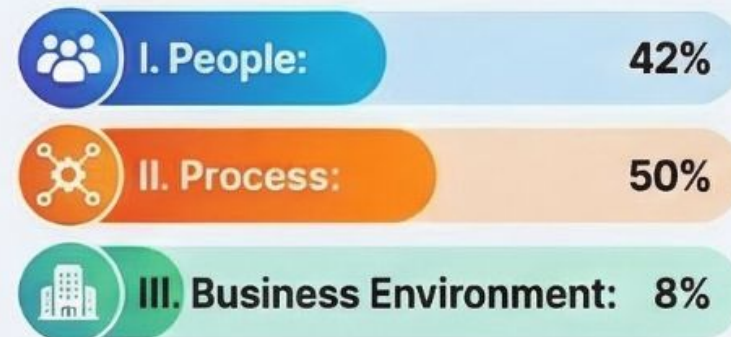 I. People: 42%
II. Process: 50%
III. Business Environment: 8%